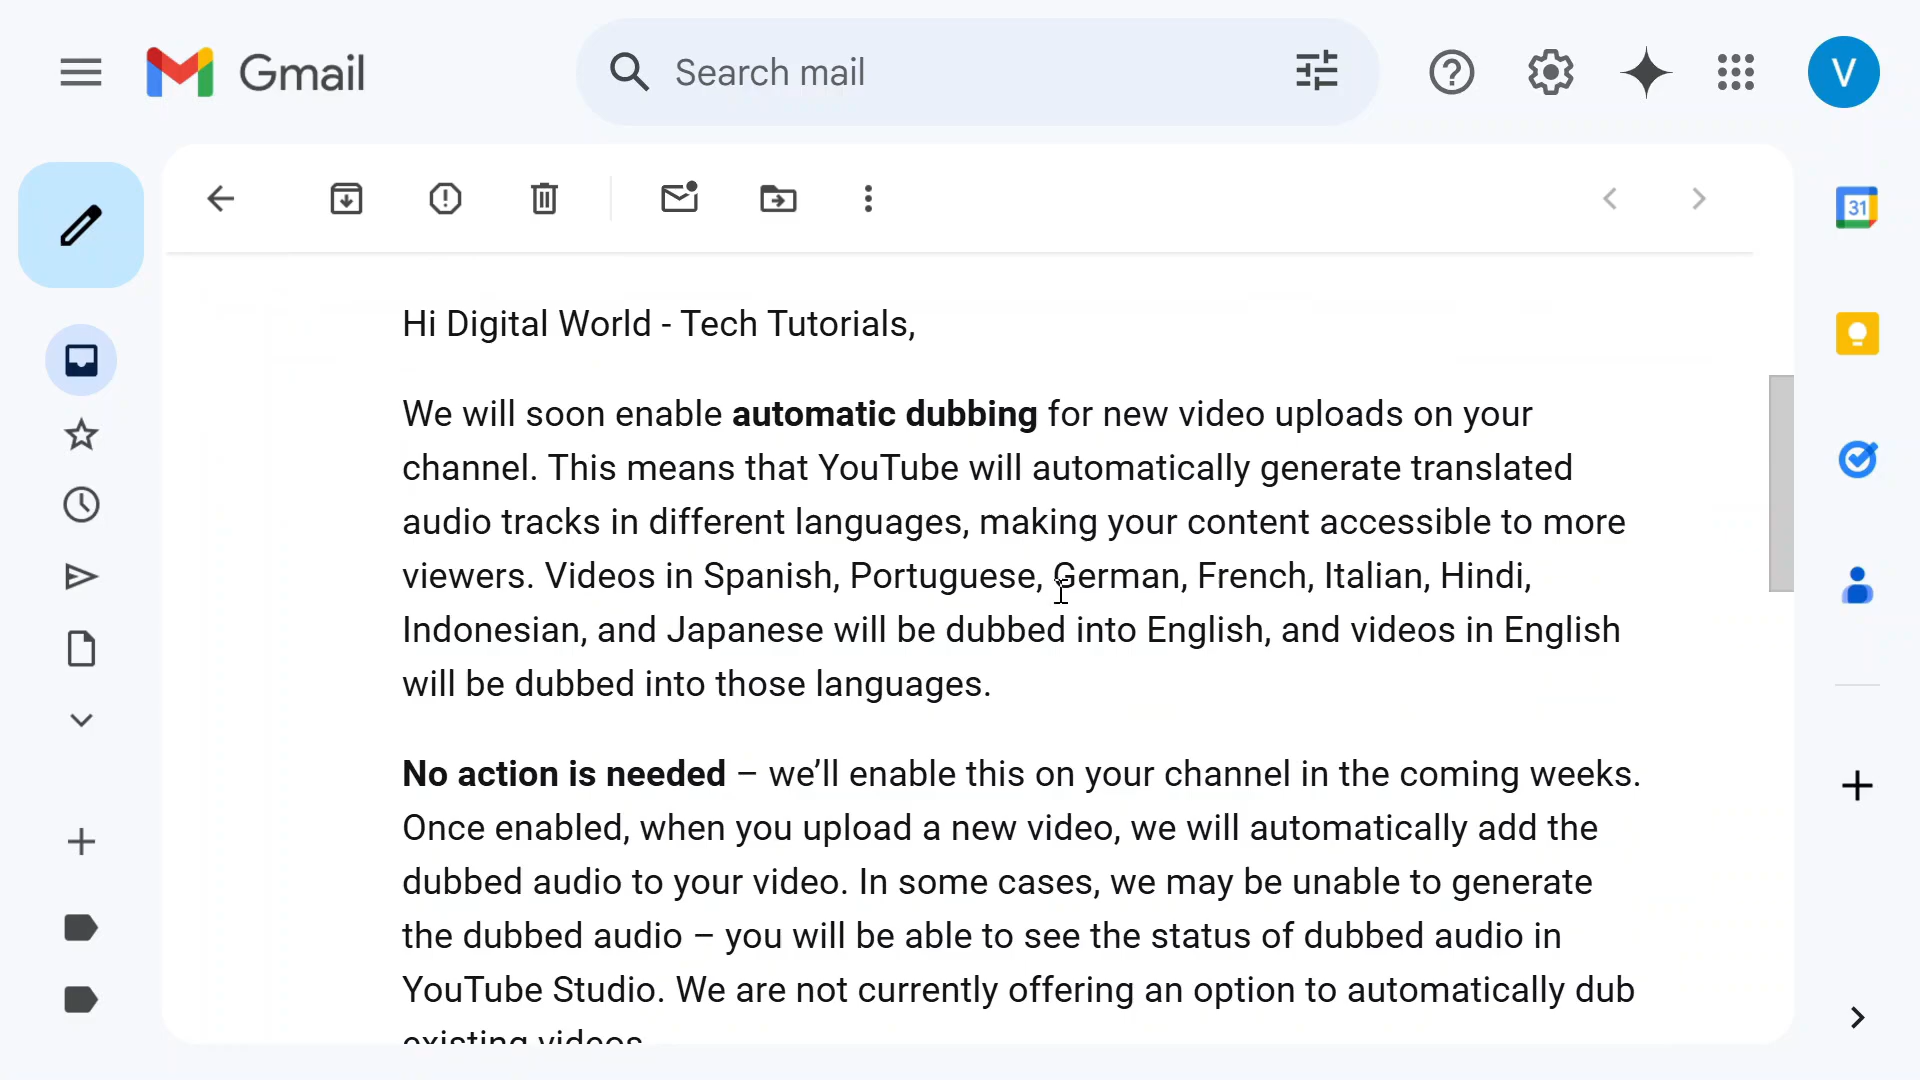 Gmail
Search mail
V
31
Hi Digital World - Tech Tutorials,
We will soon enable automatic dubbing for new video uploads on your
channel. This means that YouTube will automatically generate translated
audio tracks in different languages, making your content accessible to more
viewers. Videos in Spanish, Portuguese, German, French, Italian, Hindi,
Indonesian, and Japanese will be dubbed into English, and videos in English
will be dubbed into those languages.
No action is needed – we’ll enable this on your channel in the coming weeks.
Once enabled, when you upload a new video, we will automatically add the
dubbed audio to your video. In some cases, we may be unable to generate
the dubbed audio – you will be able to see the status of dubbed audio in
YouTube Studio. We are not currently offering an option to automatically dub
existing videos.